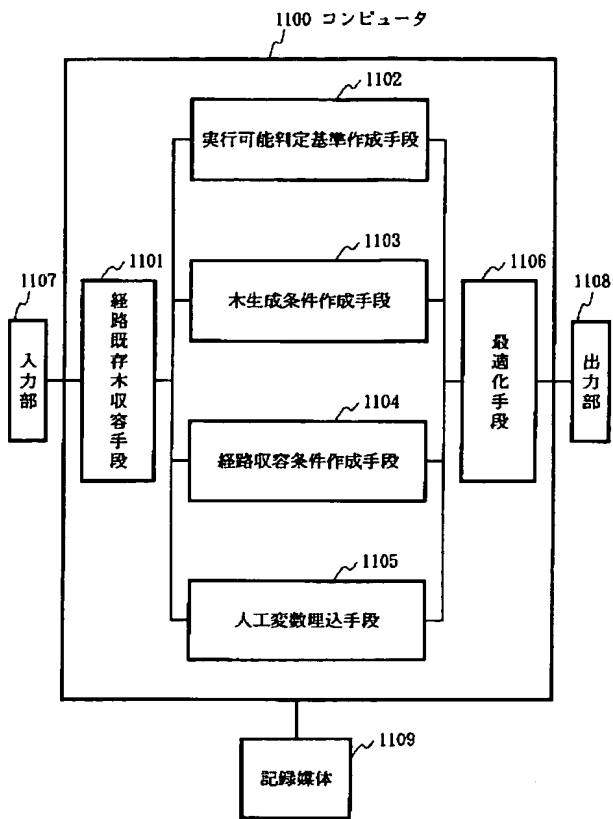 1100 コンピュータ
1102
実行可能判定基準作成手段
1103
木生成条件作成手段
1101
経路既存木収容手段
1107
入力部
1106
最適化手段
1108
出力部
1104
経路収容条件作成手段
1105
人工変数埋込手段
1109
記録媒体